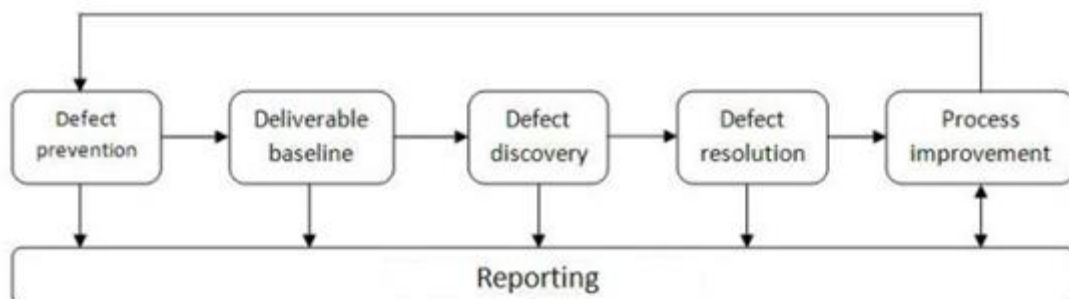 Defect
prevention
Deliverable
baseline
Defect
discovery
Defect
resolution
Process
improvement
Reporting